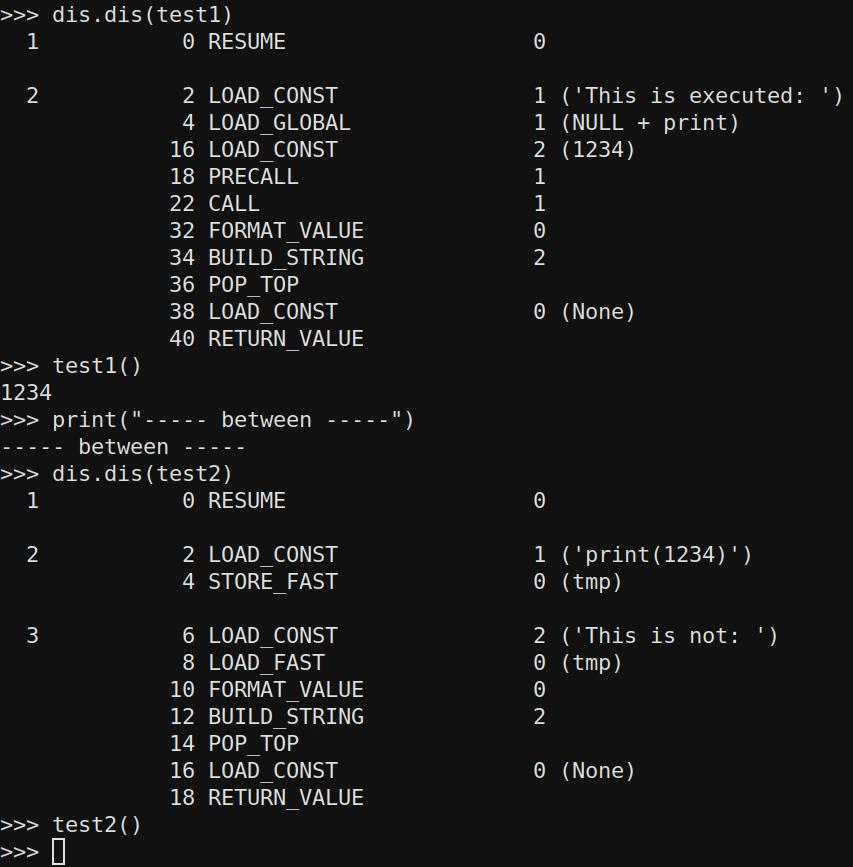 >>> dis.dis(test1)
  1           0 RESUME                   0

  2           2 LOAD_CONST               1 ('This is executed: ')
              4 LOAD_GLOBAL              1 (NULL + print)
             16 LOAD_CONST               2 (1234)
             18 PRECALL                  1
             22 CALL                     1
             32 FORMAT_VALUE             0
             34 BUILD_STRING             2
             36 POP_TOP
             38 LOAD_CONST               0 (None)
             40 RETURN_VALUE
>>> test1()
1234
>>> print("----- between -----")
----- between -----
>>> dis.dis(test2)
  1           0 RESUME                   0

  2           2 LOAD_CONST               1 ('print(1234)')
              4 STORE_FAST               0 (tmp)

  3           6 LOAD_CONST               2 ('This is not: ')
              8 LOAD_FAST                0 (tmp)
             10 FORMAT_VALUE             0
             12 BUILD_STRING             2
             14 POP_TOP
             16 LOAD_CONST               0 (None)
             18 RETURN_VALUE
>>> test2()
>>>